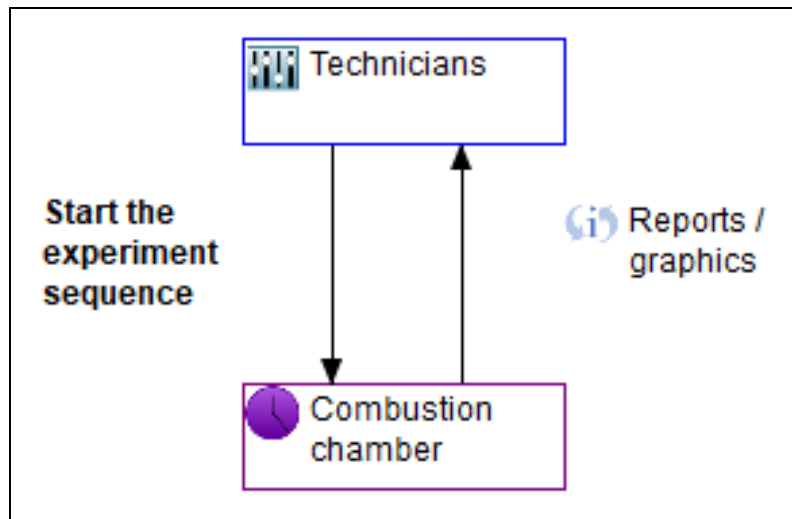 Technicians
Start the
experiment
sequence
Reports /
graphics
Combustion
chamber